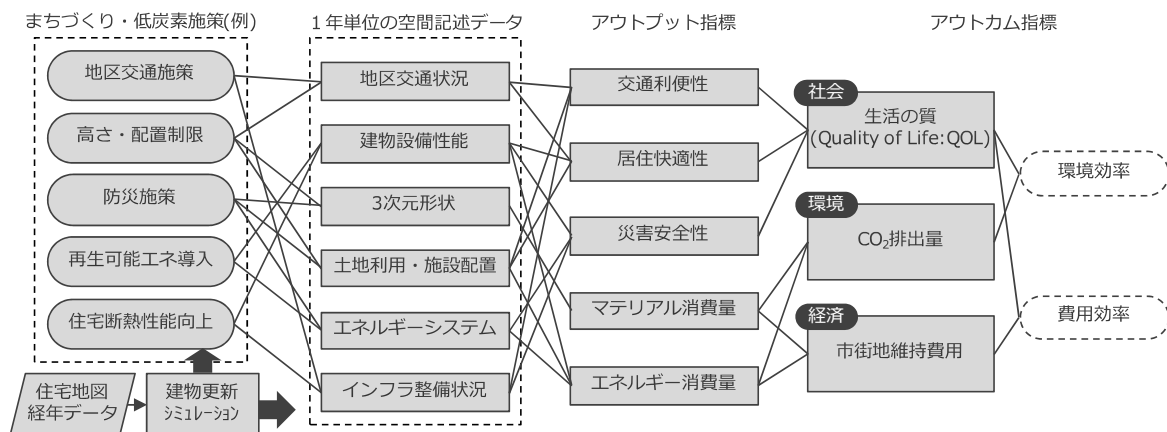 まちづくり・低炭素施策(例)
地区交通施策
高さ・配置制限
防災施策
再生可能エネ導入
住宅断熱性能向上
住宅地図
経年データ
建物更新
ｼﾐｭﾚｰｼｮﾝ
１年単位の空間記述データ
地区交通状況
建物設備性能
3次元形状
土地利用・施設配置
エネルギーシステム
インフラ整備状況
アウトプット指標
交通利便性
居住快適性
災害安全性
マテリアル消費量
エネルギー消費量
アウトカム指標
社会
生活の質
(Quality of Life:QOL)
環境
CO₂排出量
経済
市街地維持費用
環境効率
費用効率